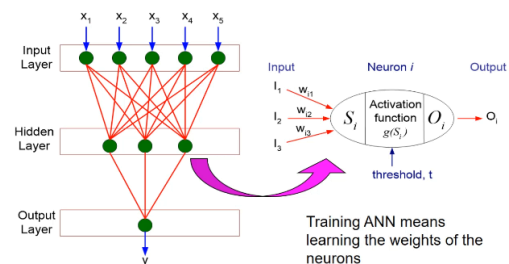 x1 x2 x3 x4 x5
Input
Layer
Hidden
Layer
Output
Layer
y
Input Neuron i Output
I1 wi1
I2 wi2
I3 wi3
Si
Activation
function
g(Si)
Oi
Oi
threshold, t
Training ANN means
learning the weights of the
neurons